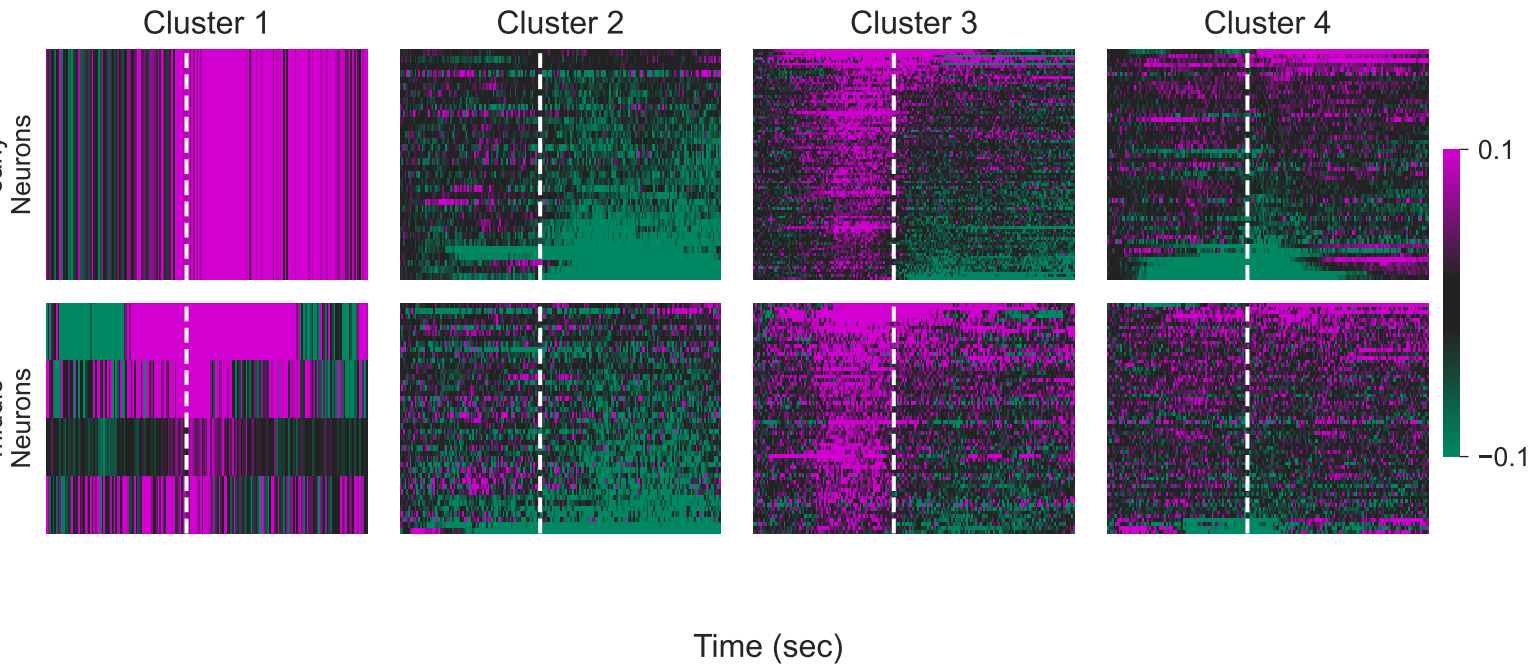 Cluster 1 Cluster 2 Cluster 3 Cluster 4
Neurons
0.1
Neurons
−0.1
Time (sec)